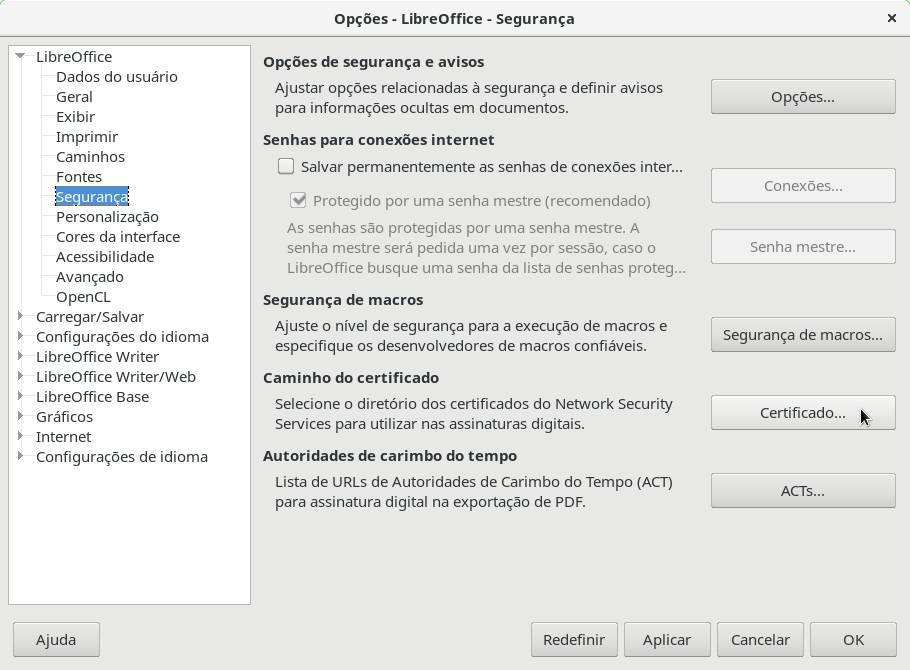 Opções - LibreOffice - Segurança
LibreOffice
Dados do usuário
Geral
Exibir
Imprimir
Caminhos
Fontes
Segurança
Personalização
Cores da interface
Acessibilidade
Avançado
OpenCL
Carregar/Salvar
Configurações do idioma
LibreOffice Writer
LibreOffice Writer/Web
LibreOffice Base
Gráficos
Internet
Configurações de idioma
Opções de segurança e avisos
Ajustar opções relacionadas à segurança e definir avisos
para informações ocultas em documentos.
Opções...
Senhas para conexões internet
Salvar permanentemente as senhas de conexões inter...
Conexões...
Protegido por uma senha mestre (recomendado)
As senhas são protegidas por uma senha mestre. A
senha mestre será pedida uma vez por sessão, caso o
LibreOffice busque uma senha da lista de senhas proteg...
Senha mestre...
Segurança de macros
Ajuste o nível de segurança para a execução de macros e
especifique os desenvolvedores de macros confiáveis.
Segurança de macros...
Caminho do certificado
Selecione o diretório dos certificados do Network Security
Services para utilizar nas assinaturas digitais.
Certificado...
Autoridades de carimbo do tempo
Lista de URLs de Autoridades de Carimbo do Tempo (ACT)
para assinatura digital na exportação de PDF.
ACTs...
Ajuda
Redefinir
Aplicar
Cancelar
OK